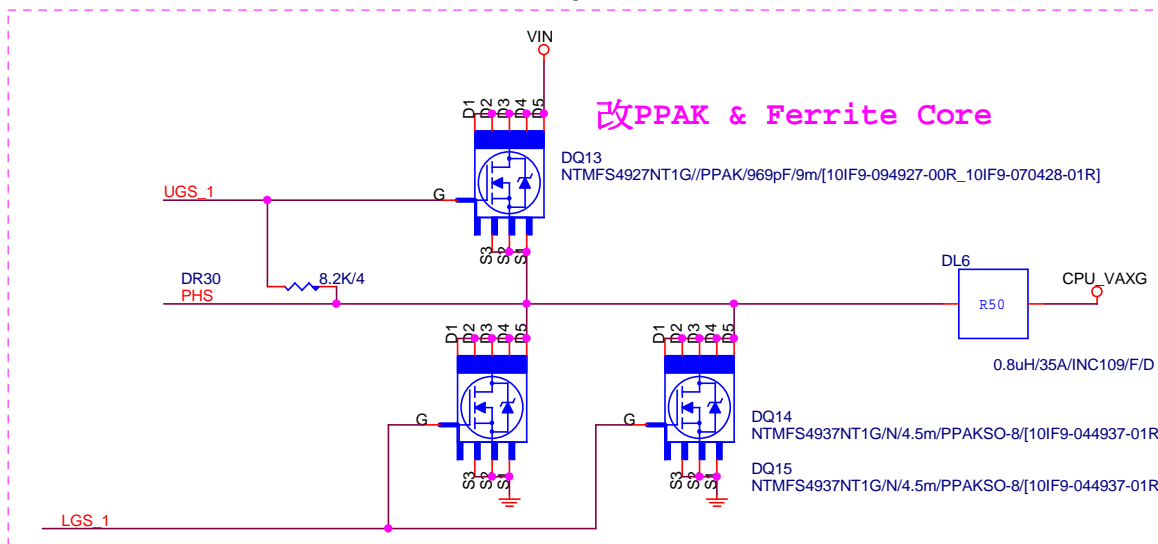 VIN
D1 D2 D3 D4 D5
改PPAK & Ferrite Core
DQ13
NTMFS4927NT1G//PPAK/969pF/9m/[10IF9-094927-00R_10IF9-070428-01R]
UGS_1
G
S3 S2 S1
DR30 8.2K/4
PHS
DL6
R50
CPU_VAXG
0.8uH/35A/INC109/F/D
D1 D2 D3 D4 D5
D1 D2 D3 D4 D5
G
G
DQ14
NTMFS4937NT1G/N/4.5m/PPAKSO-8/[10IF9-044937-01R
S3 S2 S1
S3 S2 S1
DQ15
NTMFS4937NT1G/N/4.5m/PPAKSO-8/[10IF9-044937-01R
LGS_1